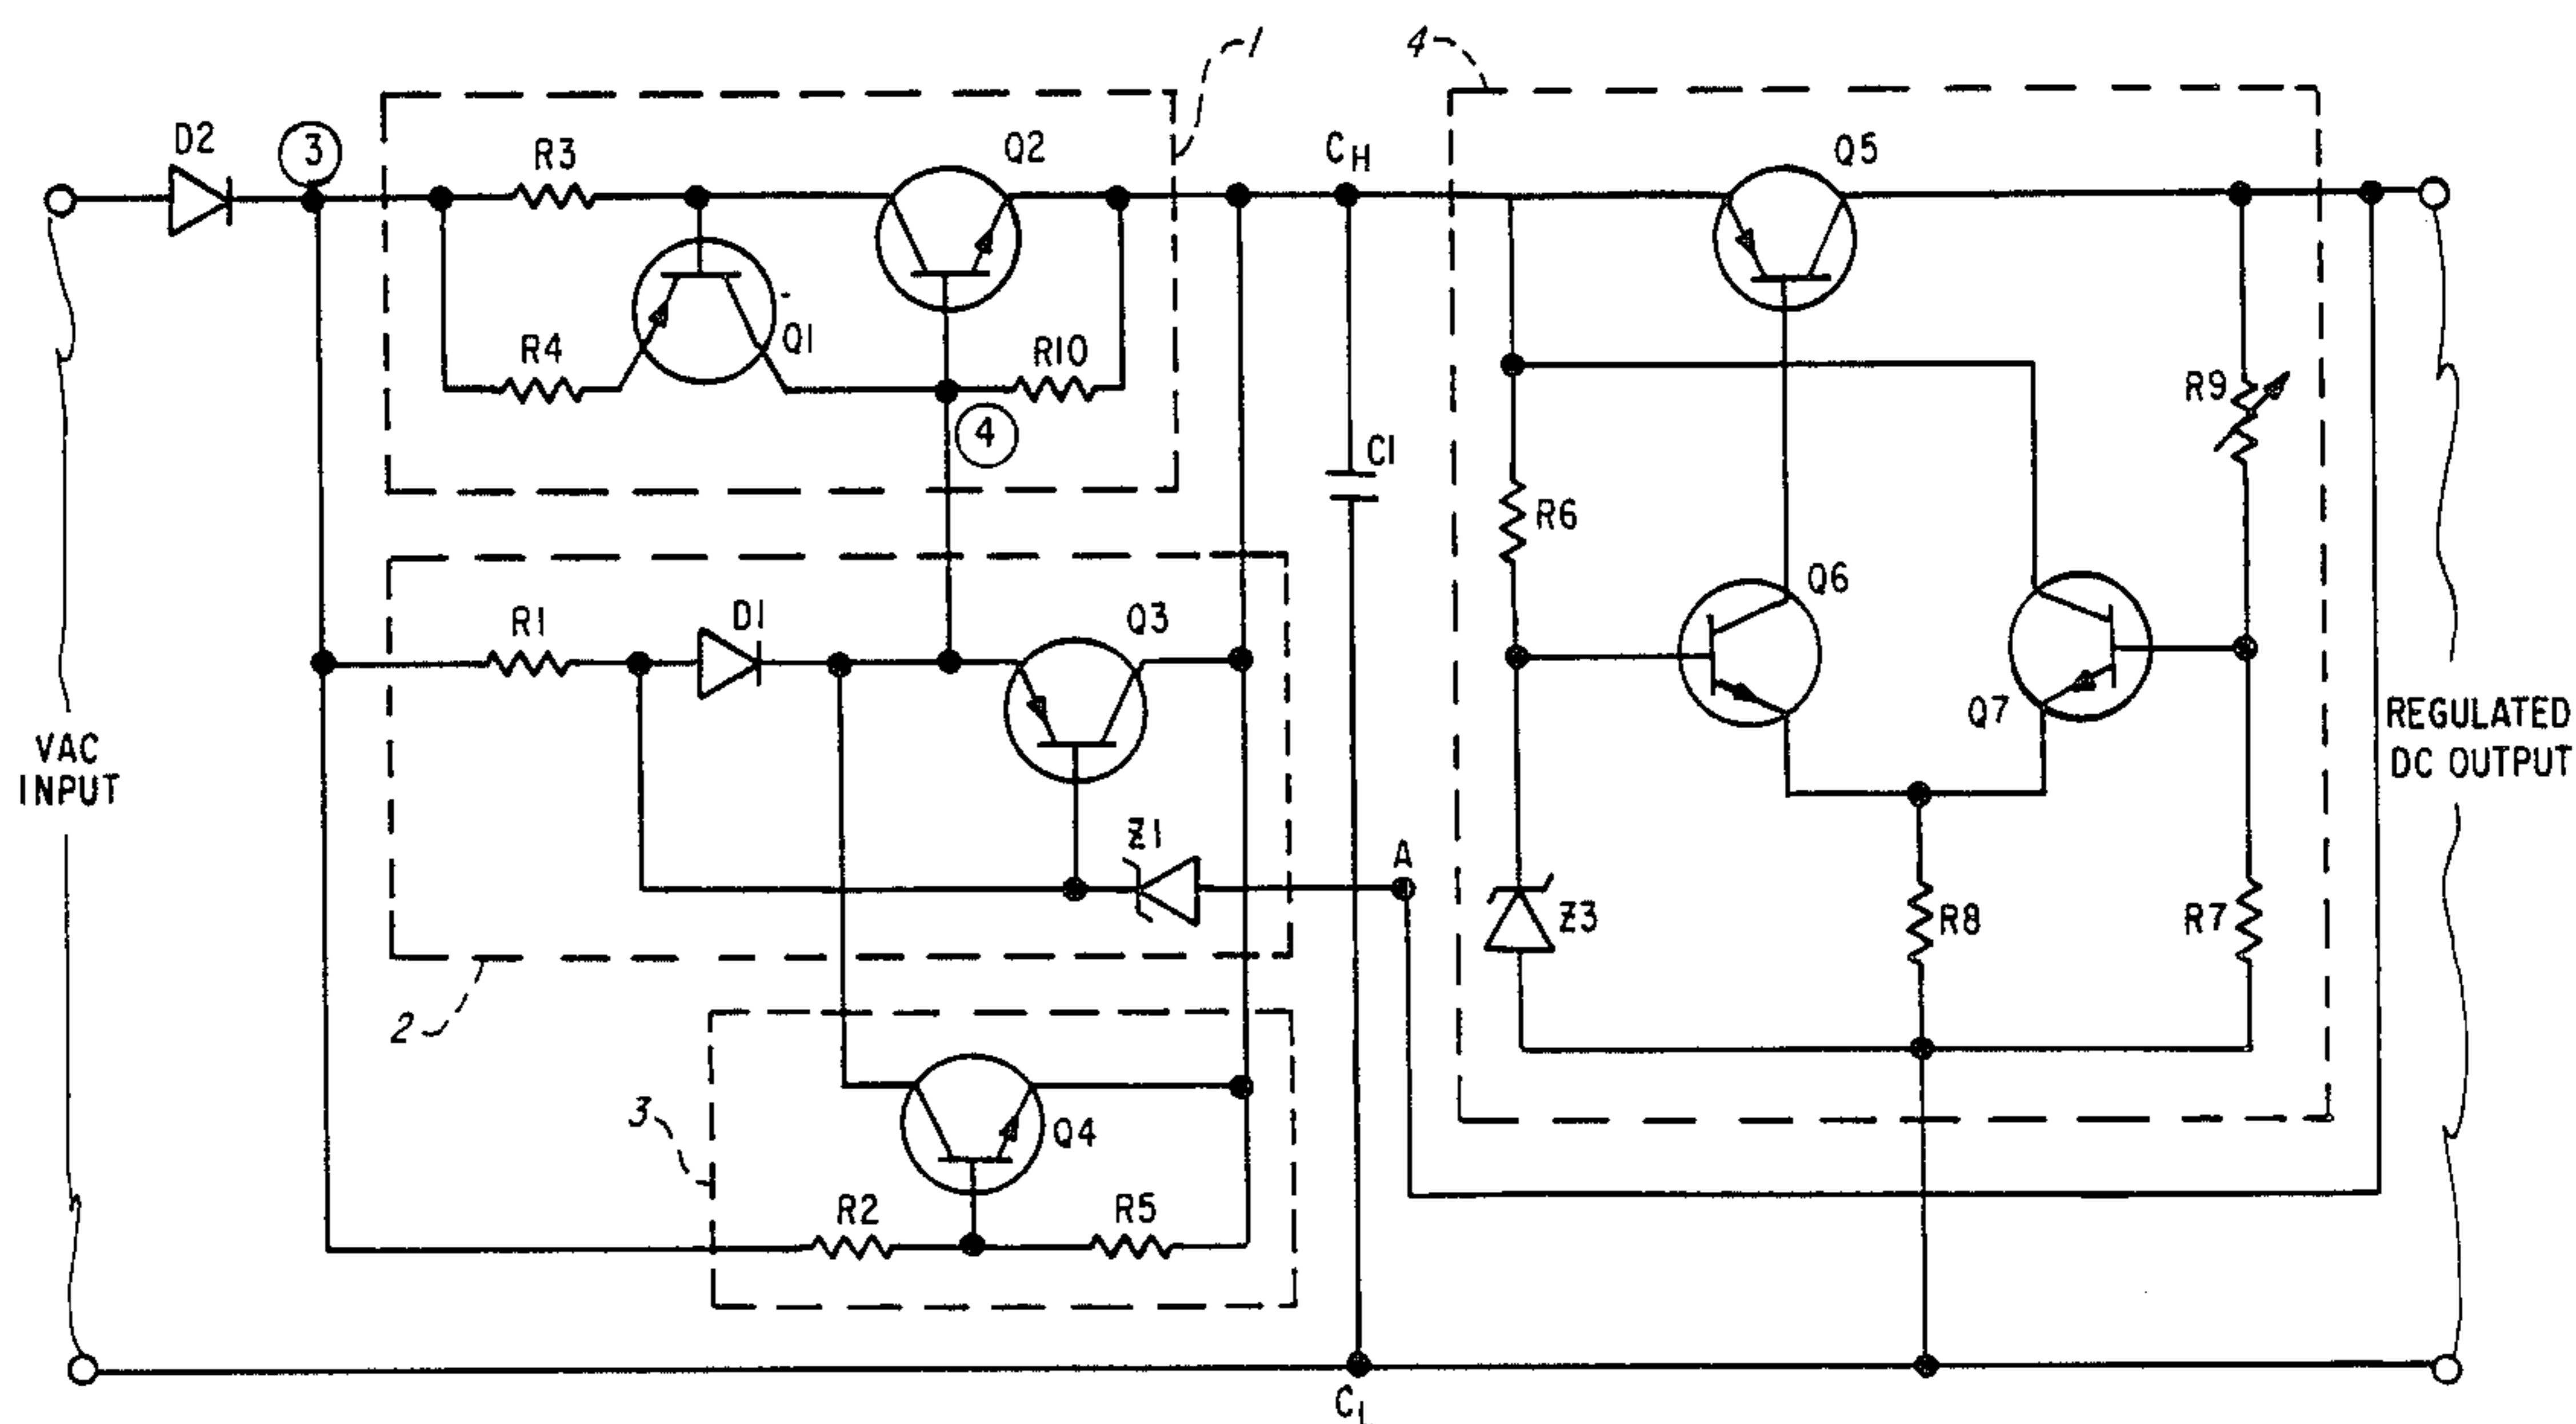 1
4
D2
3
R3
Q2
CH
Q5
R4
Q1
R10
R9
4
C1
R6
R1
D1
Q3
Q6
Q7
VAC
INPUT
REGULATED
DC OUTPUT
Z1
A
Z3
R8
R7
2
3
Q4
R2
R5
CL